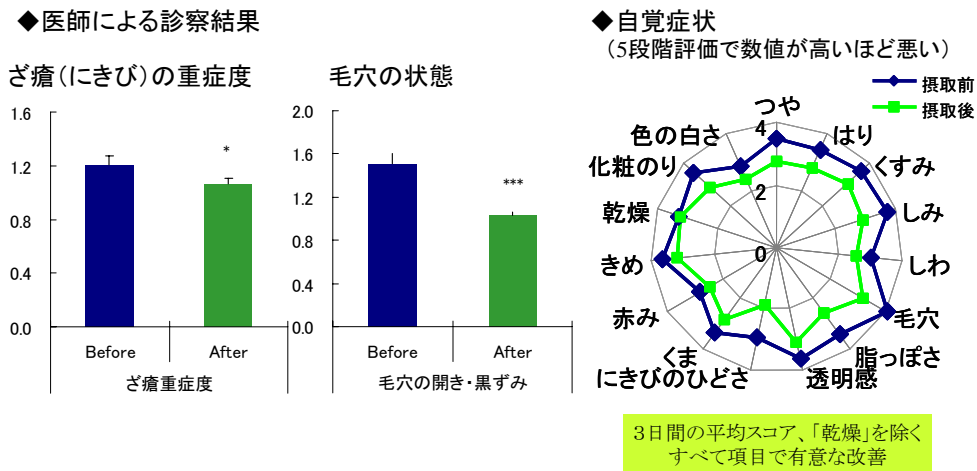 ◆医師による診察結果
ざ瘡（にきび）の重症度
1.6
1.2
0.8
0.4
0.0
*
Before
After
ざ瘡重症度
毛穴の状態
2.0
1.6
1.2
0.8
0.4
0.0
***
Before
After
毛穴の開き・黒ずみ
◆自覚症状
（5段階評価で数値が高いほど悪い）
摂取前
摂取後
4
2
0
つや
はり
くすみ
しみ
しわ
毛穴
脂っぽさ
透明感
にきびのひどさ
くま
赤み
きめ
乾燥
化粧のり
色の白さ
３日間の平均スコア、「乾燥」を除く
すべて項目で有意な改善